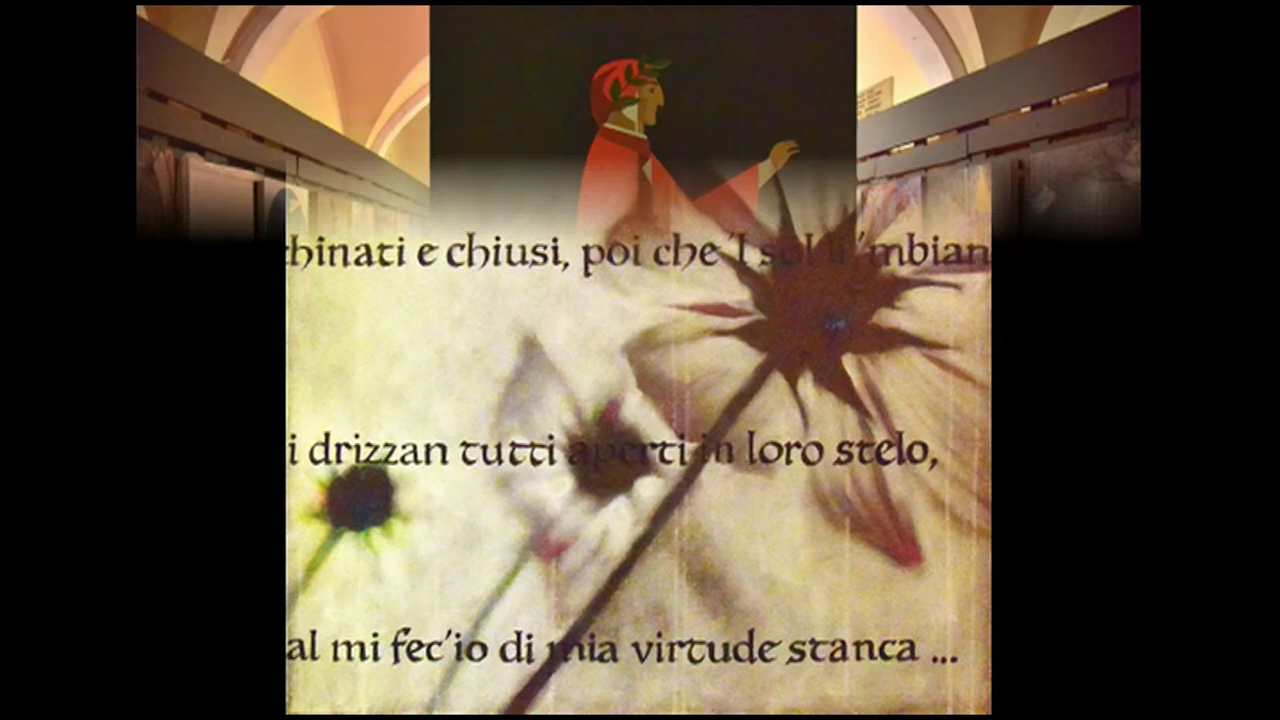 chinati e chiusi, poi che 'l sol li 'mbian
i drizzan tutti aperti in loro stelo,
al mi fec'io di mia virtude stanca ...